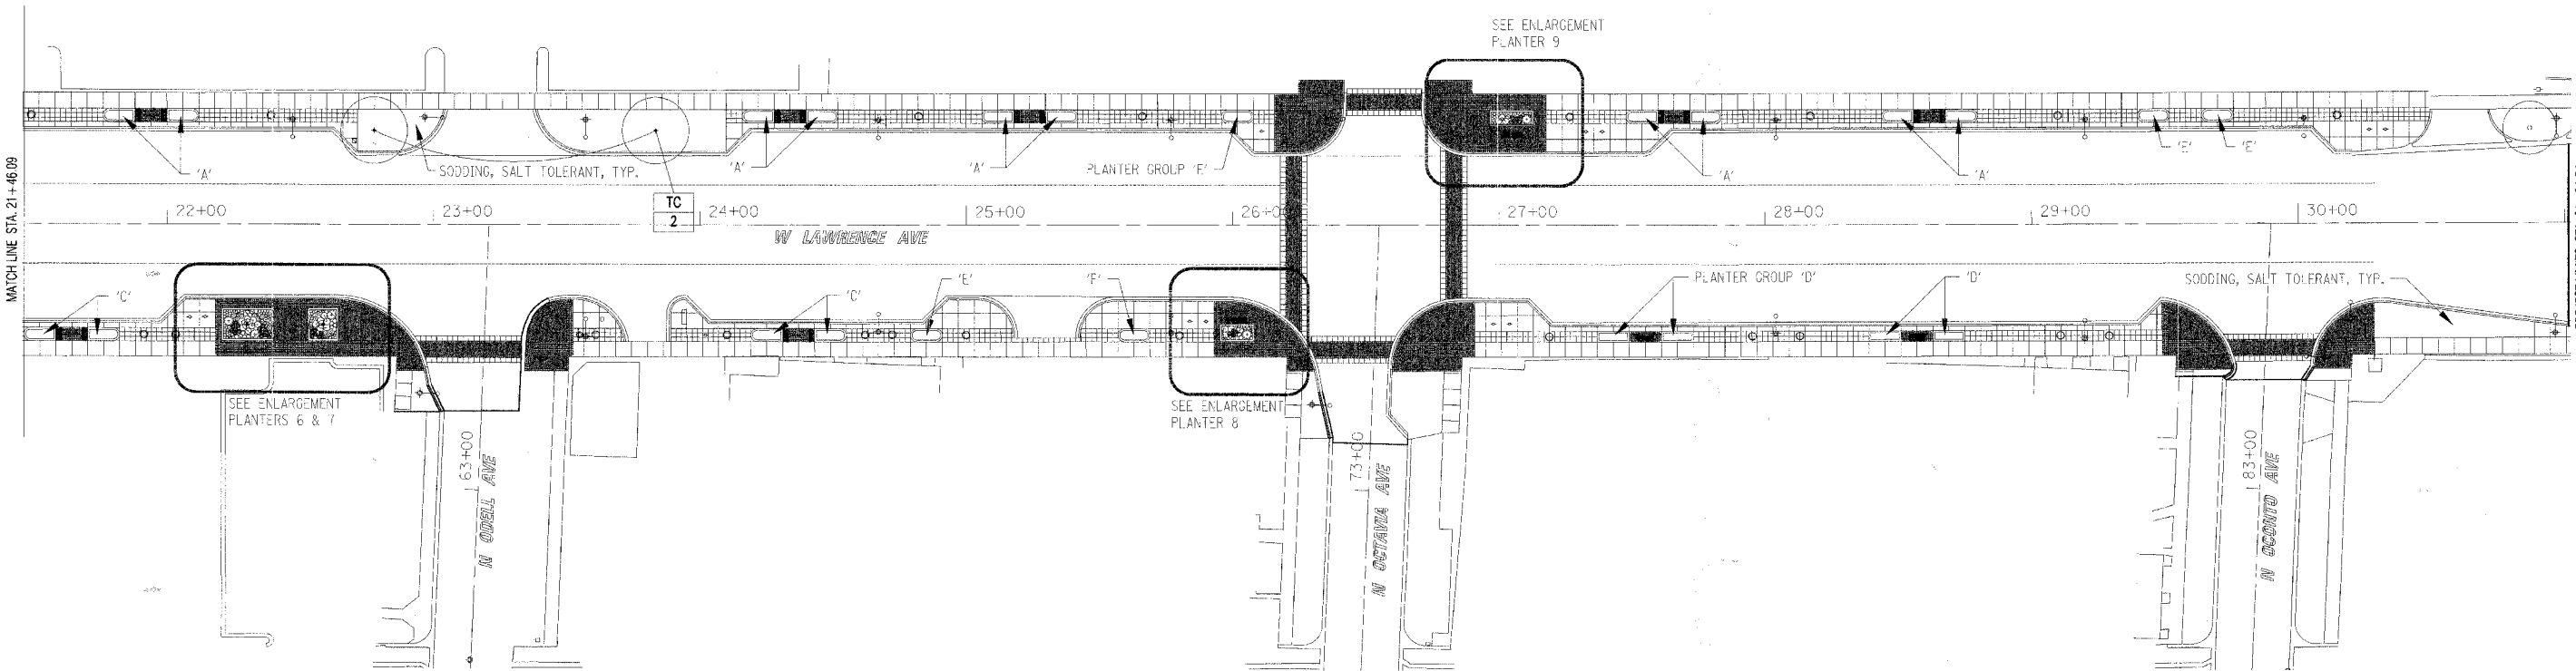 SEE ENLARGEMENT
PLANTER 9
MATCH LINE STA. 21+46.09
'A'
SODDING, SALT TOLERANT, TYP.
'A'
'A'
PLANTER GROUP 'E'
'A'
'A'
'E'
'E'
TC
2
22+00
23+00
24+00
25+00
26+00
27+00
28+00
29+00
30+00
W LAWRENCE AVE
'C'
'C'
'E'
'F'
PLANTER GROUP 'D'
'D'
SODDING, SALT TOLERANT, TYP.
SEE ENLARGEMENT
PLANTERS 6 & 7
SEE ENLARGEMENT
PLANTER 8
63+00
N ODELL AVE
73+00
N OCTAVIA AVE
83+00
N OCONTO AVE